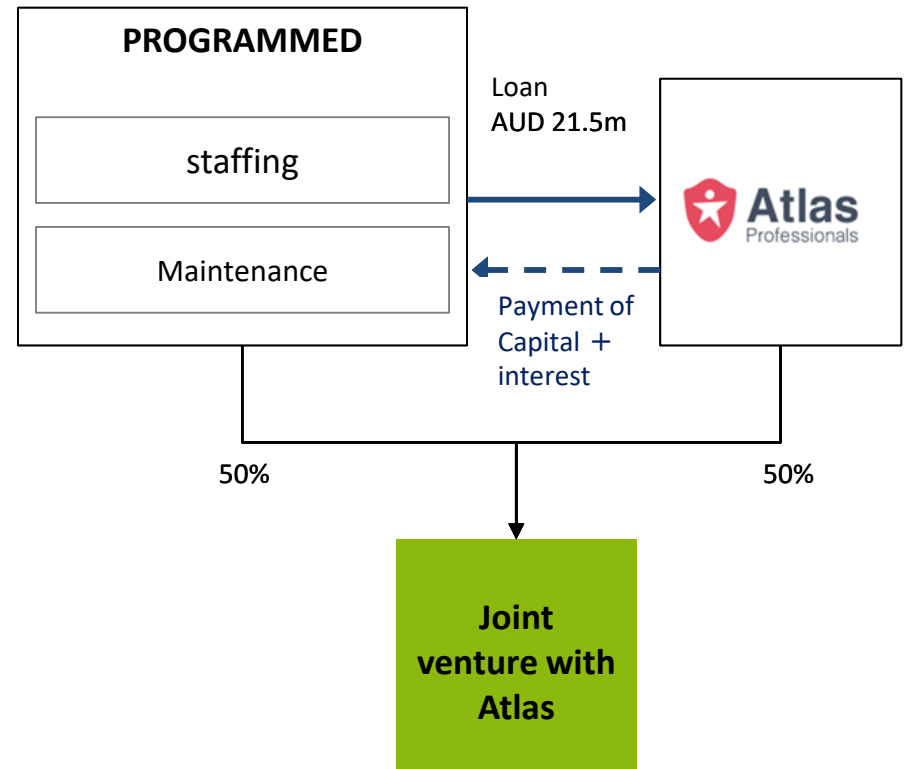 PROGRAMMED
staffing
Maintenance
Loan
AUD 21.5m
Atlas
Professionals
Payment of
Capital +
interest
50%
50%
Joint
venture with
Atlas